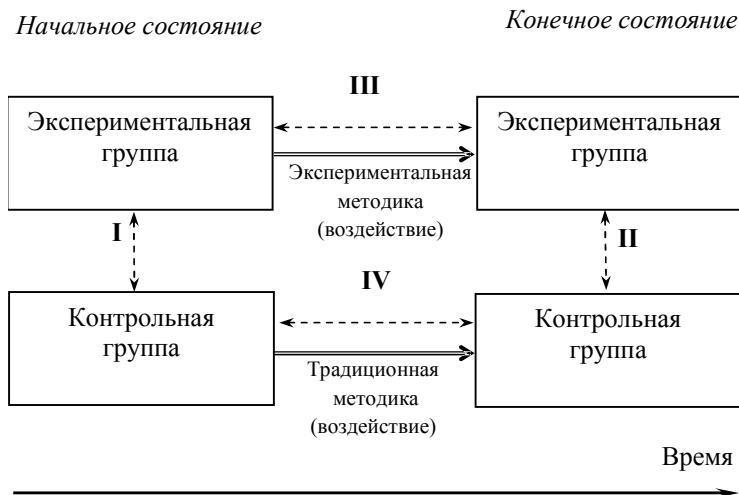 Начальное состояние
Конечное состояние
III
Экспериментальная
группа
Экспериментальная
группа
Экспериментальная
методика
(воздействие)
I
II
IV
Контрольная
группа
Контрольная
группа
Традиционная
методика
(воздействие)
Время